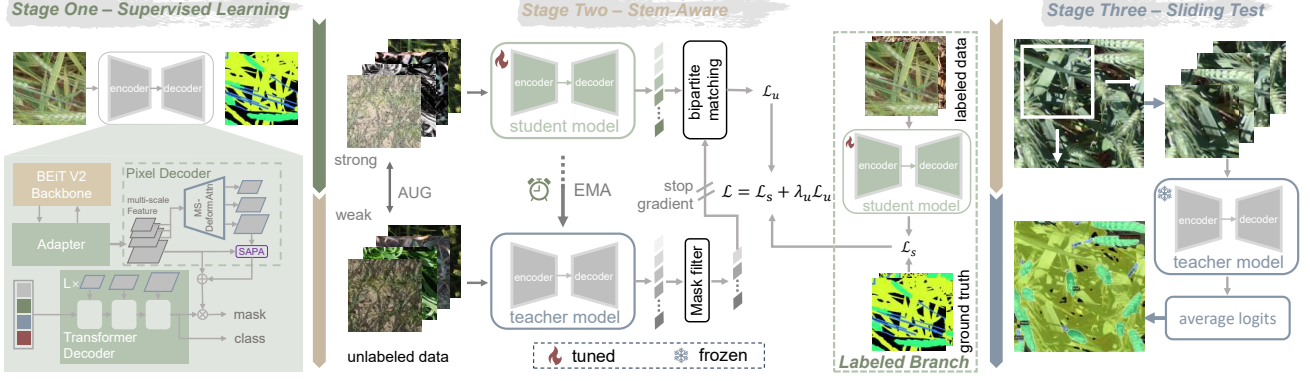 Stage One – Supervised Learning
encoder
decoder
BEiT V2
Backbone
Adapter
Pixel Decoder
multi-scale
Feature
MS-
DeformAttn
SAPA
L×
Transformer
Decoder
mask
class
Stage Two – Stem-Aware
strong
AUG
weak
unlabeled data
encoder
decoder
student model
EMA
encoder
decoder
teacher model
bipartite
matching
stop
gradient
Mask filter
ℒu
ℒ = ℒs + λuℒu
ℒs
tuned
frozen
labeled data
encoder
decoder
student model
ground truth
Labeled Branch
Stage Three – Sliding Test
encoder
decoder
teacher model
average logits